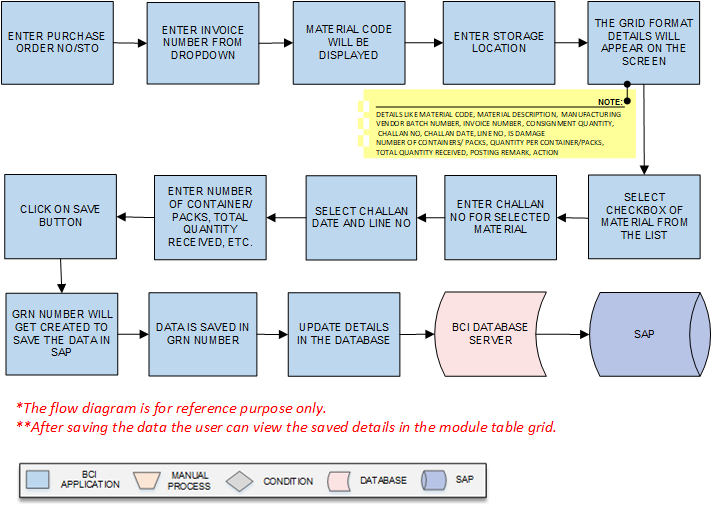 ENTER PURCHASE
ORDER NO/STO
ENTER INVOICE
NUMBER FROM
DROPDOWN
MATERIAL CODE
WILL BE
DISPLAYED
ENTER STORAGE
LOCATION
THE GRID FORMAT
DETAILS WILL
APPEAR ON THE
SCREEN
NOTE:
DETAILS LIKE MATERIAL CODE, MATERIAL DESCRIPTION, MANUFACTURING
VENDOR BATCH NUMBER, INVOICE NUMBER, CONSIGNMENT QUANTITY,
CHALLAN NO, CHALLAN DATE, LINE NO, IS DAMAGE
NUMBER OF CONTAINERS/ PACKS, QUANTITY PER CONTAINER/PACKS,
TOTAL QUANTITY RECEIVED, POSTING REMARK, ACTION
SELECT
CHECKBOX OF
MATERIAL FROM
THE LIST
ENTER CHALLAN
NO FOR SELECTED
MATERIAL
SELECT CHALLAN
DATE AND LINE NO
ENTER NUMBER
OF CONTAINER/
PACKS, TOTAL
QUANTITY
RECEIVED, ETC.
CLICK ON SAVE
BUTTON
GRN NUMBER WILL
GET CREATED TO
SAVE THE DATA IN
SAP
DATA IS SAVED IN
GRN NUMBER
UPDATE DETAILS
IN THE DATABASE
BCI DATABASE
SERVER
SAP
*The flow diagram is for reference purpose only.
**After saving the data the user can view the saved details in the module table grid.
BCI
APPLICATION
MANUAL
PROCESS
CONDITION
DATABASE
SAP